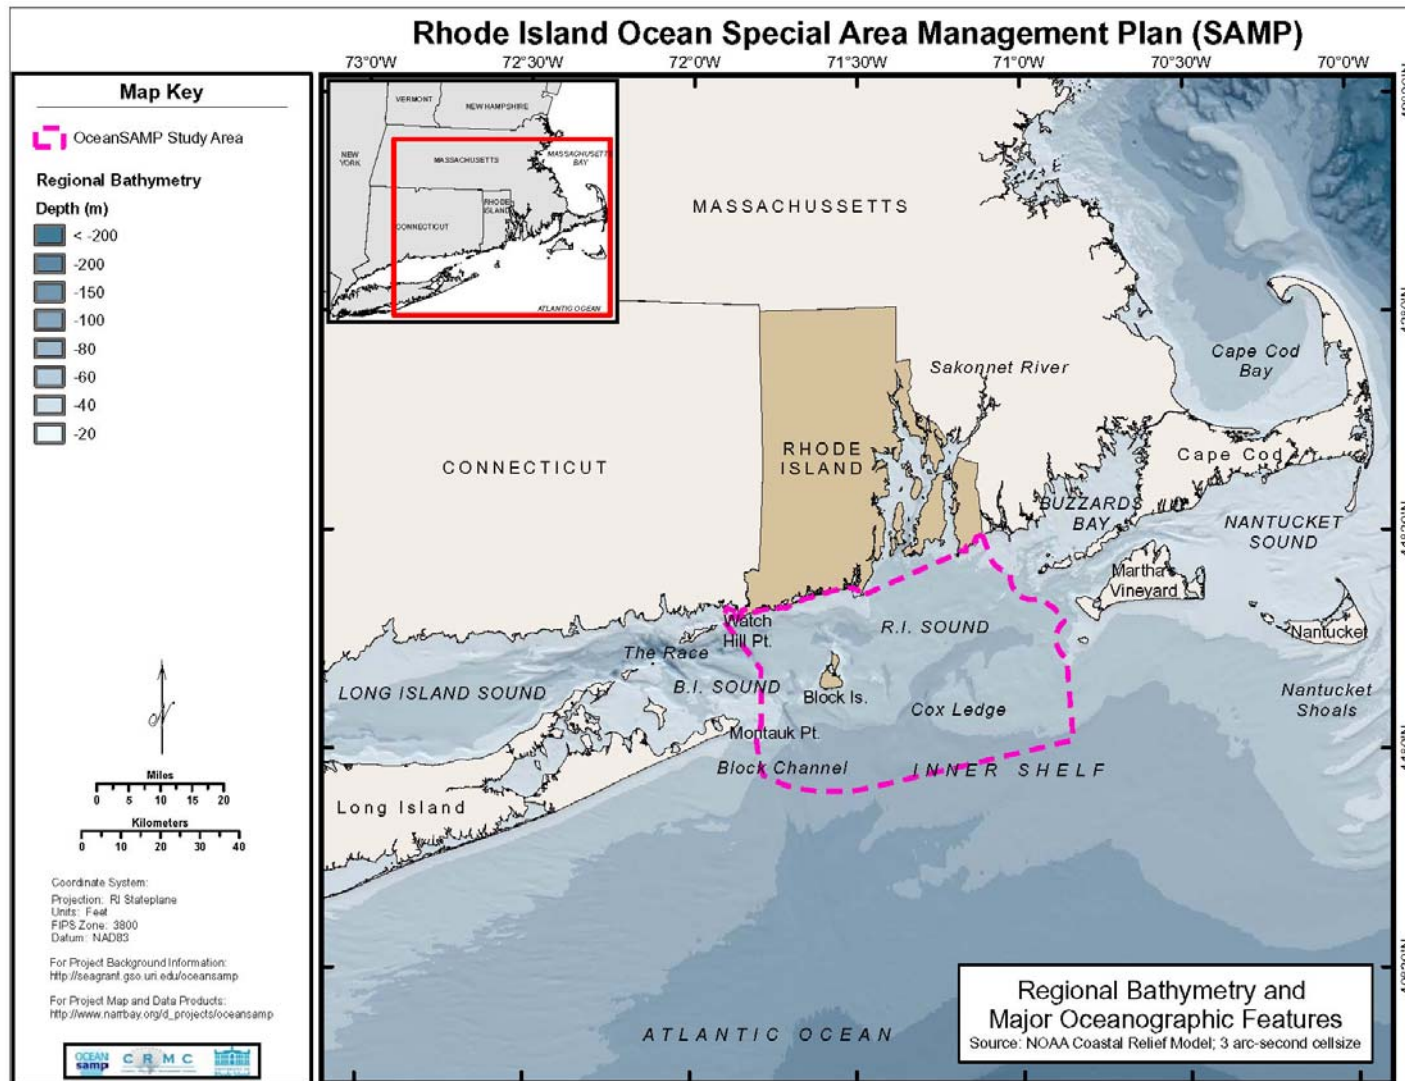 Rhode Island Ocean Special Area Management Plan (SAMP)
73°0'W 72°30'W 72°0'W 71°30'W 71°0'W 70°30'W 70°0'W
Map Key
OceanSAMP Study Area
Regional Bathymetry
Depth (m)
< -200
-200
-150
-100
-80
-60
-40
-20
Miles
0 5 10 20
Kilometers
0 10 20 30 40
Coordinate System:
Projection: RI Stateplane
Units: Feet
FIPS Zone: 3800
Datum: NAD83
For Project Background Information:
http://seagrant.gso.uri.edu/oceansamp
For Project Map and Data Products:
http://www.narrbay.org/d_projects/oceansamp
OCEAN
samp
C R M C
VERMONT
NEW HAMPSHIRE
NEW
YORK
MASSACHUSETTS
MASSACHUSETTS
BAY
RHODE
ISLAND
CONNECTICUT
ATLANTIC OCEAN
MASSACHUSSETTS
Cape Cod
Bay
Sakonnet River
RHODE
ISLAND
CONNECTICUT
Cape Cod
BUZZARDS
BAY
NANTUCKET
SOUND
Martha's
Vineyard
Nantucket
Watch
Hill Pt.
R.I. SOUND
The Race
LONG ISLAND SOUND
B.I. SOUND
Block Is.
Cox Ledge
Nantucket
Shoals
Montauk Pt.
Block Channel
INNER SHELF
Long Island
ATLANTIC OCEAN
Regional Bathymetry and
Major Oceanographic Features
Source: NOAA Coastal Relief Model; 3 arc-second cellsize